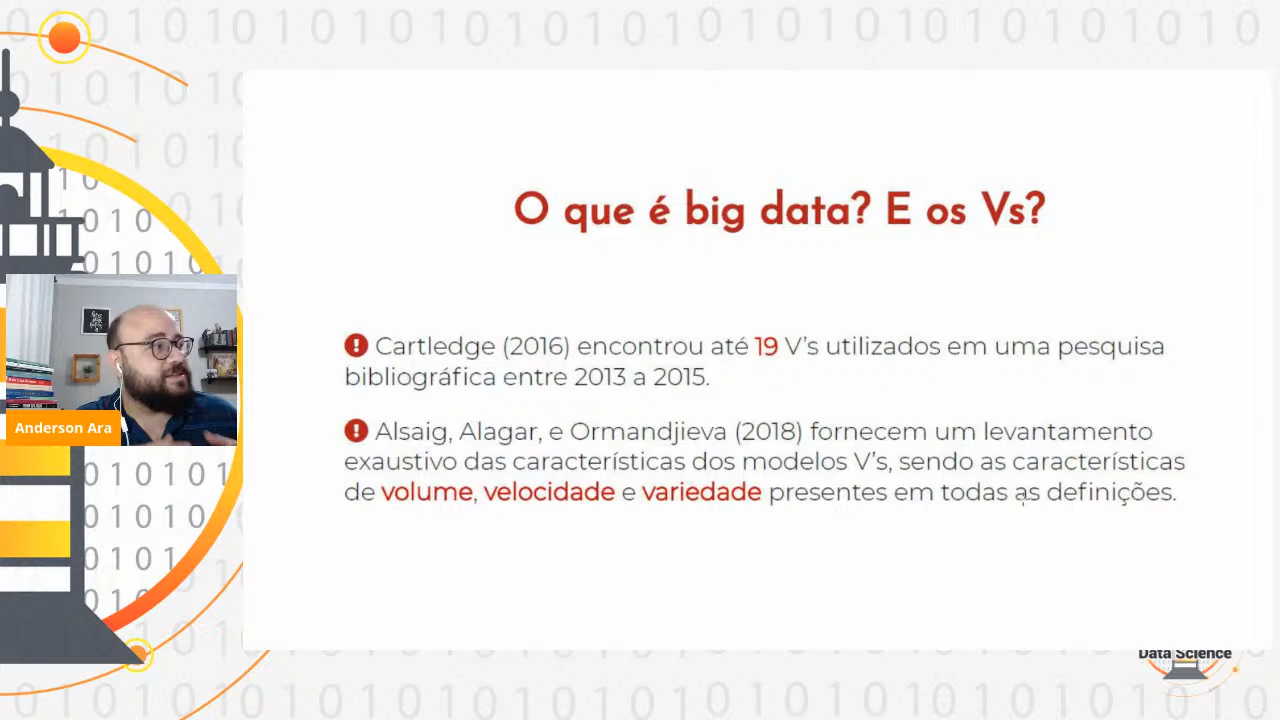 O que é big data? E os Vs?
Cartledge (2016) encontrou até 19 V's utilizados em uma pesquisa
bibliográfica entre 2013 a 2015.
Alsaig, Alagar, e Ormandjieva (2018) fornecem um levantamento
exaustivo das características dos modelos V's, sendo as características
de volume, velocidade e variedade presentes em todas as definições.
Anderson Ara
Data Science